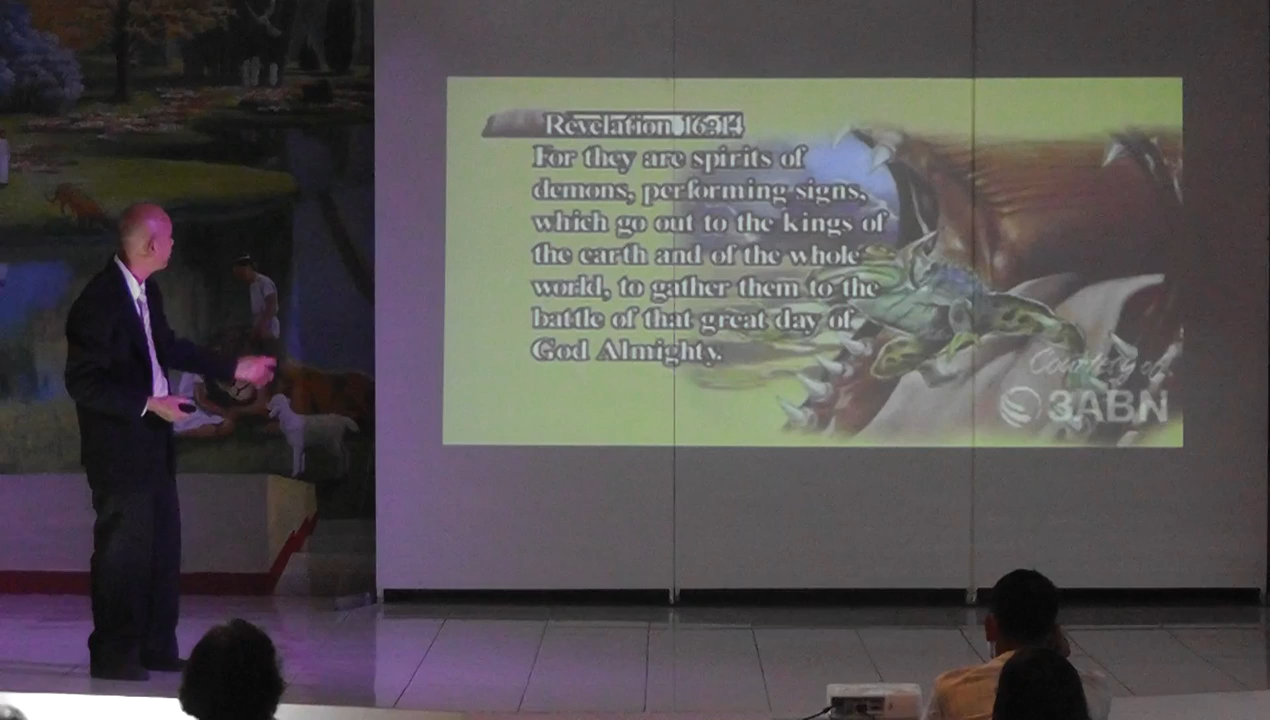 Revelation 16:14
For they are spirits of
demons, performing signs,
which go out to the kings of
the earth and of the whole
world, to gather them to the
battle of that great day of
God Almighty.
Courtesy of
3ABN